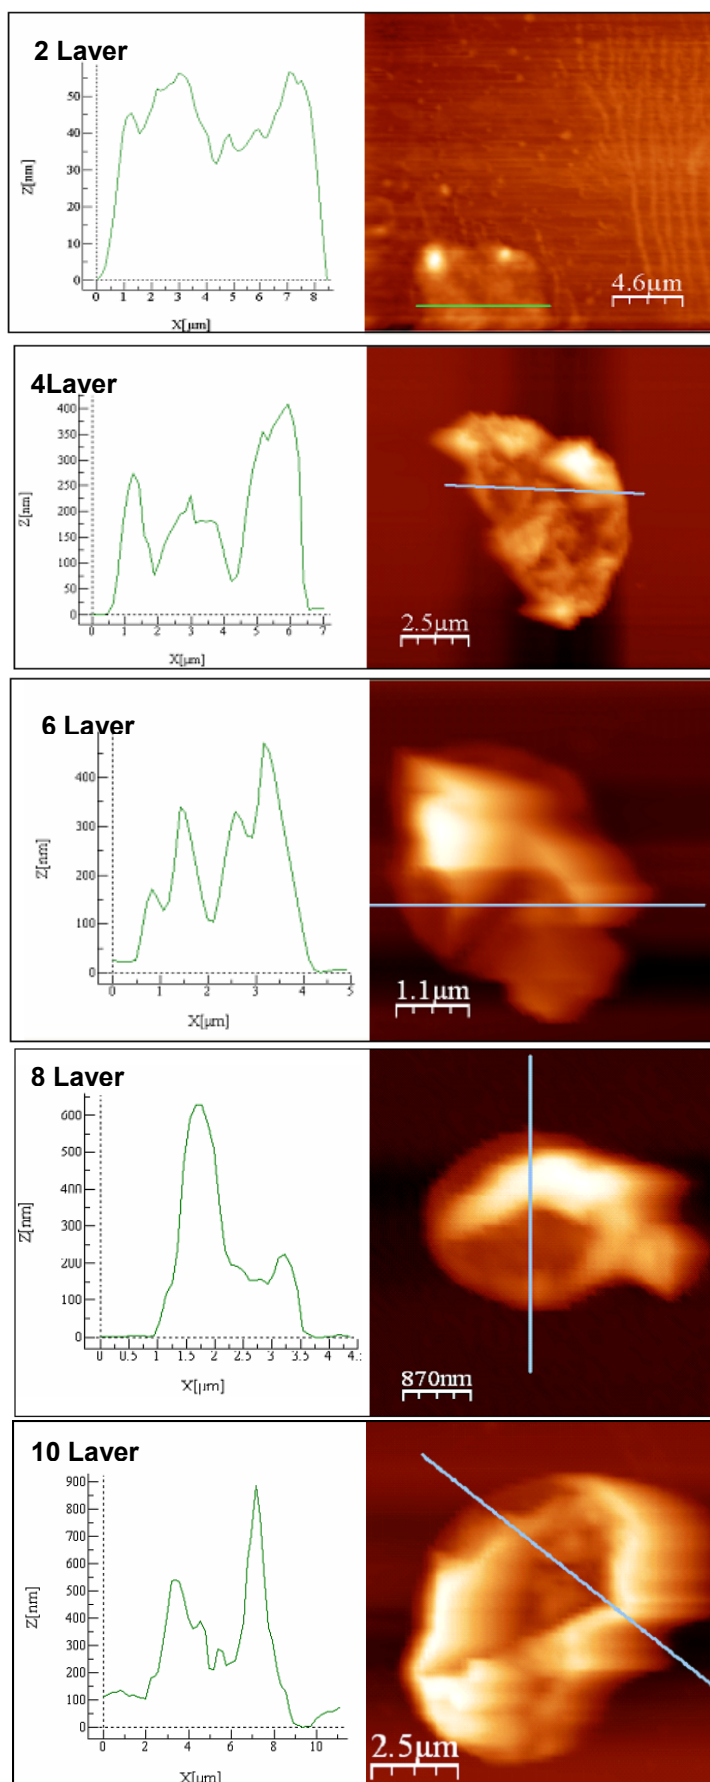 2 Layer
50
40
30
20
10
0
Z[nm]
0 1 2 3 4 5 6 7 8
X[µm]
4.6µm
4Layer
400
350
300
250
200
150
100
50
0
Z[nm]
0 1 2 3 4 5 6 7
X[µm]
2.5µm
6 Layer
400
300
200
100
0
Z[nm]
0 1 2 3 4 5
X[µm]
1.1µm
8 Layer
600
500
400
300
200
100
0
Z[nm]
0 0.5 1 1.5 2 2.5 3 3.5 4 4.
X[µm]
870nm
10 Layer
900
800
700
600
500
400
300
200
100
0
Z[nm]
0 2 4 6 8 10
X[µm]
2.5µm